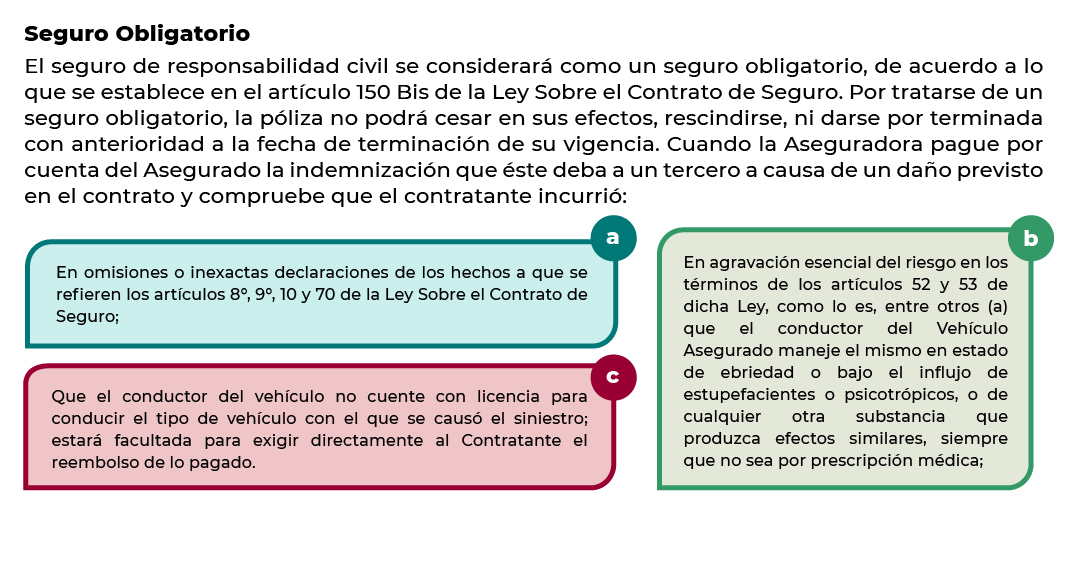 Seguro Obligatorio
El seguro de responsabilidad civil se considerará como un seguro obligatorio, de acuerdo a lo
que se establece en el artículo 150 Bis de la Ley Sobre el Contrato de Seguro. Por tratarse de un
seguro obligatorio, la póliza no podrá cesar en sus efectos, rescindirse, ni darse por terminada
con anterioridad a la fecha de terminación de su vigencia. Cuando la Aseguradora pague por
cuenta del Asegurado la indemnización que éste deba a un tercero a causa de un daño previsto
en el contrato y compruebe que el contratante incurrió:
a
En omisiones o inexactas declaraciones de los hechos a que se
refieren los artículos 8°, 9°, 10 y 70 de la Ley Sobre el Contrato de
Seguro;
b
En agravación esencial del riesgo en los
términos de los artículos 52 y 53 de
dicha Ley, como lo es, entre otros (a)
que el conductor del Vehículo
Asegurado maneje el mismo en estado
de ebriedad o bajo el influjo de
estupefacientes o psicotrópicos, o de
cualquier otra substancia que
produzca efectos similares, siempre
que no sea por prescripción médica;
c
Que el conductor del vehículo no cuente con licencia para
conducir el tipo de vehículo con el que se causó el siniestro;
estará facultada para exigir directamente al Contratante el
reembolso de lo pagado.